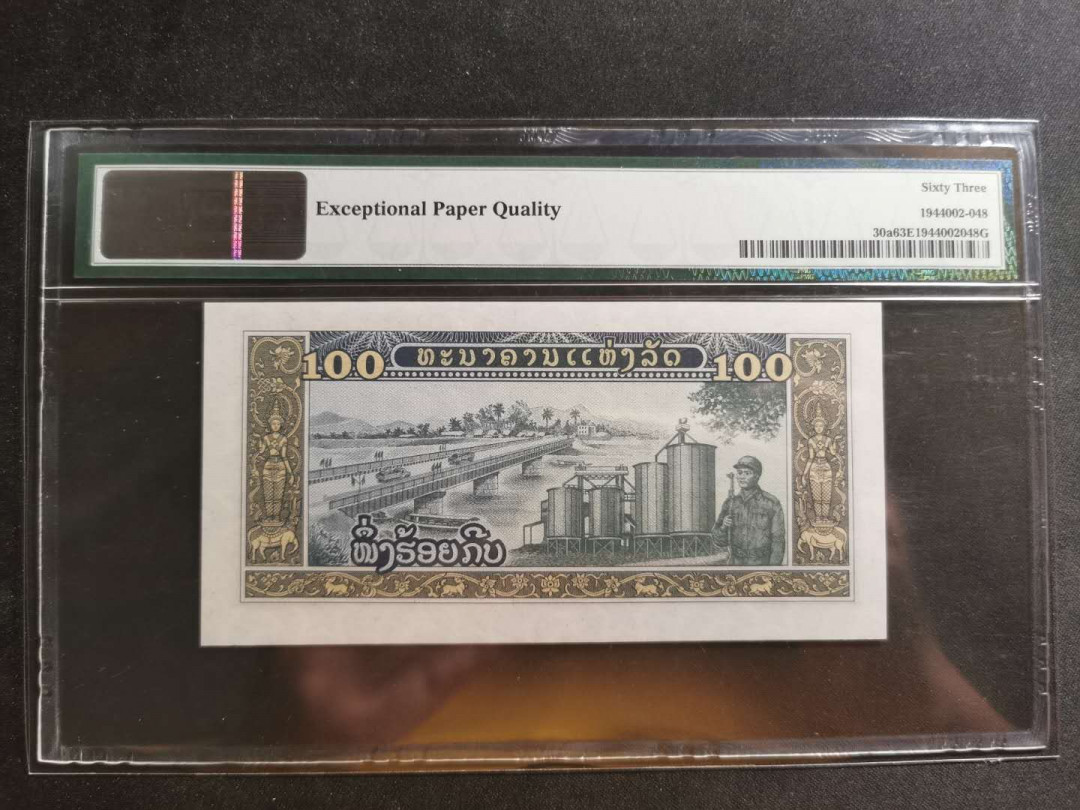 Exceptional Paper Quality
Sixty Three
1944002-048
30a63E1944002048G
100 ທະນາຄານແຫ່ງລັດ 100
ໜຶ່ງຮ້ອຍກີບ